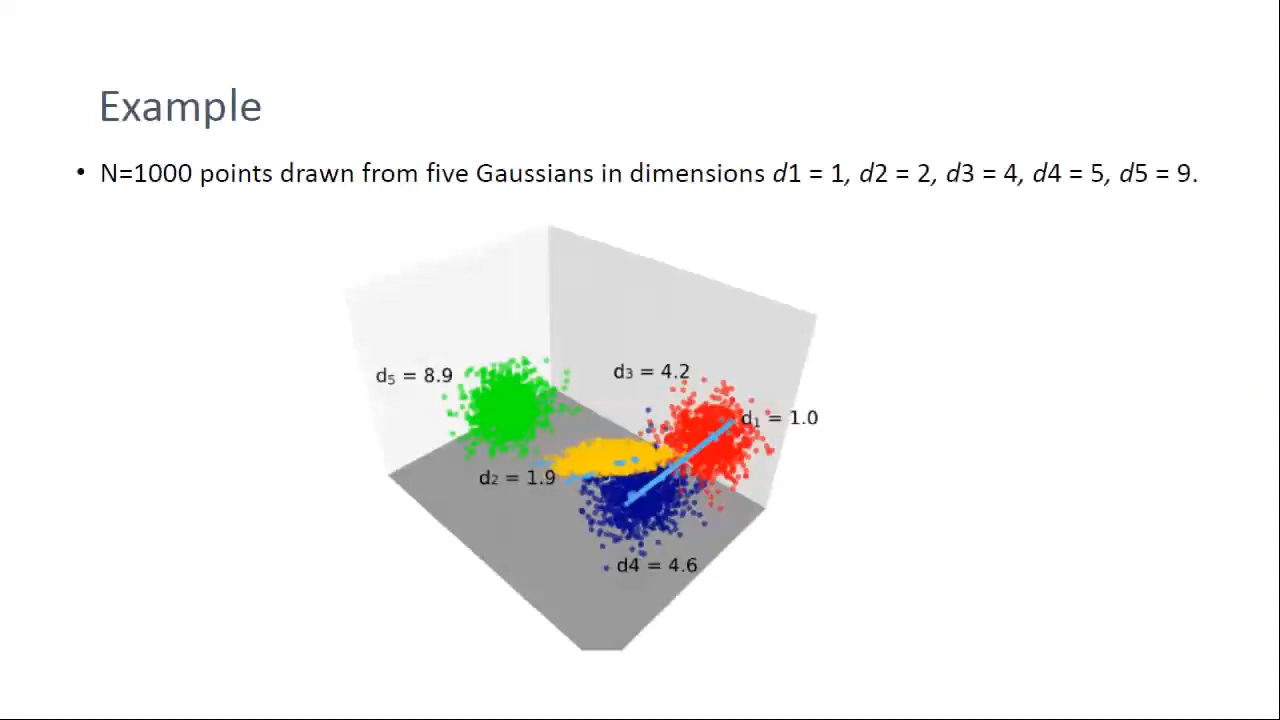 Example
• N=1000 points drawn from five Gaussians in dimensions d1 = 1, d2 = 2, d3 = 4, d4 = 5, d5 = 9.
d₅ = 8.9
d₃ = 4.2
d₁ = 1.0
d₂ = 1.9
d4 = 4.6